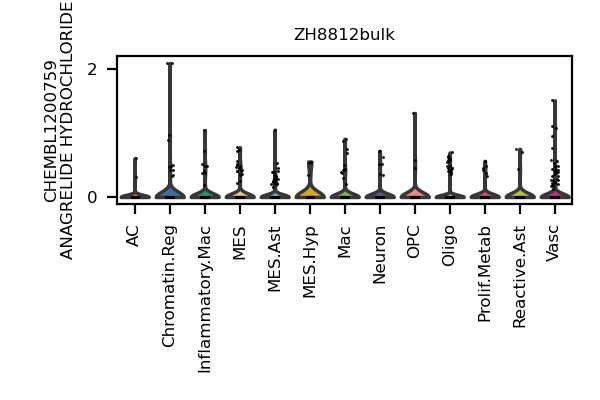 ZH8812bulk
CHEMBL1200759
ANAGRELIDE HYDROCHLORIDE
2
0
AC
Chromatin.Reg
Inflammatory.Mac
MES
MES.Ast
MES.Hyp
Mac
Neuron
OPC
Oligo
Prolif.Metab
Reactive.Ast
Vasc